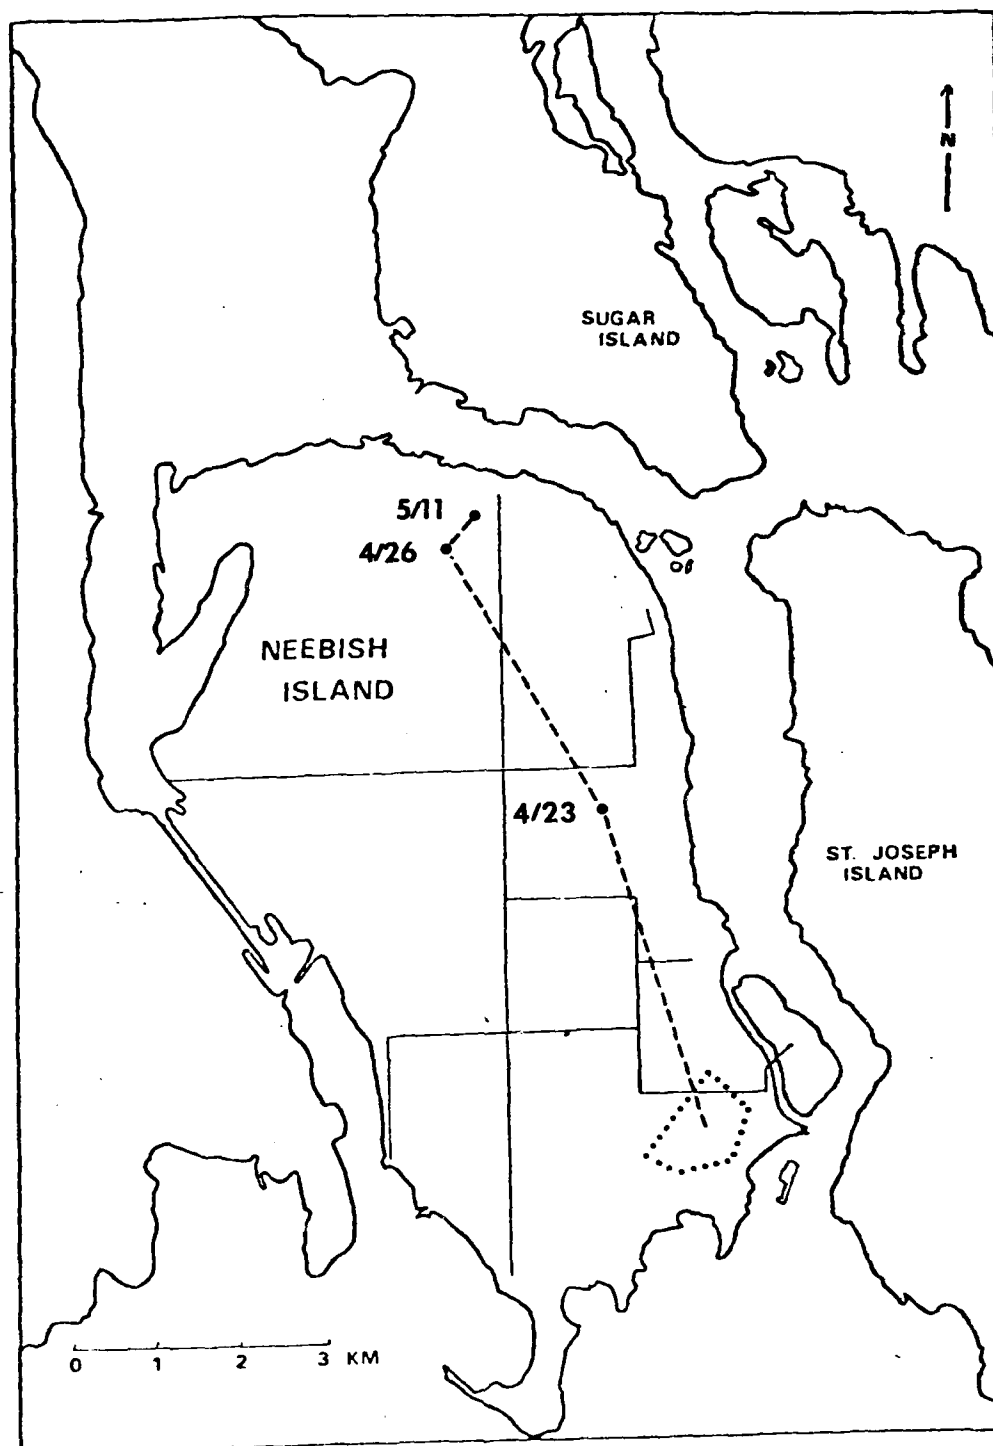 N
SUGAR
ISLAND
5/11
4/26
NEEBISH
ISLAND
4/23
ST. JOSEPH
ISLAND
0 1 2 3 KM